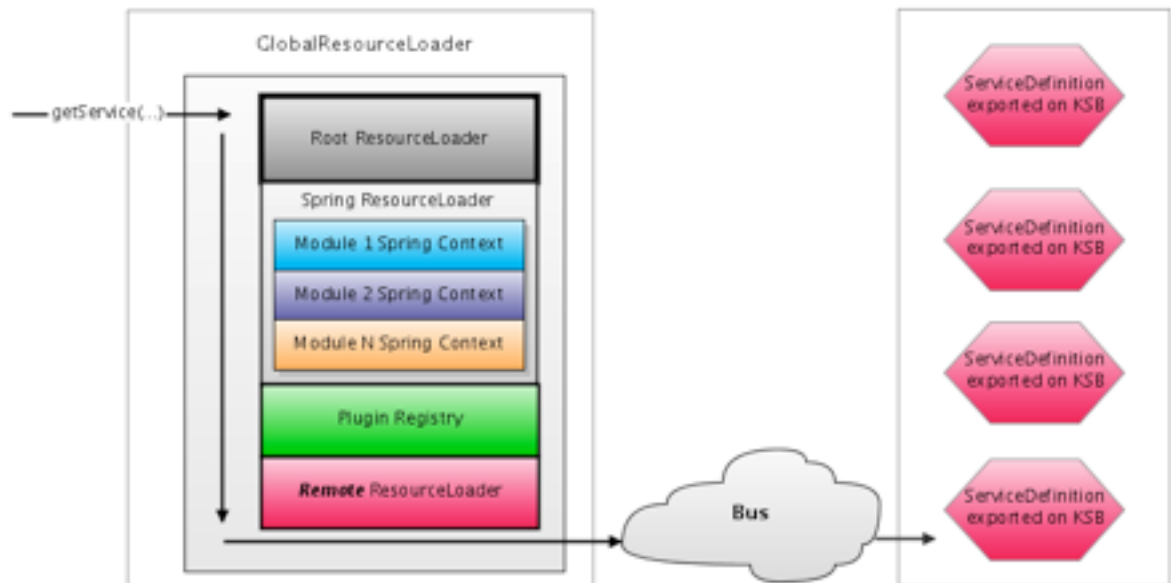 GlobalResourceLoader
getService(...)
Root ResourceLoader
Spring ResourceLoader
Module 1 Spring Context
Module 2 Spring Context
Module N Spring Context
Plugin Registry
Remote ResourceLoader
Bus
ServiceDefinition
exported on KSB
ServiceDefinition
exported on KSB
ServiceDefinition
exported on KSB
ServiceDefinition
exported on KSB